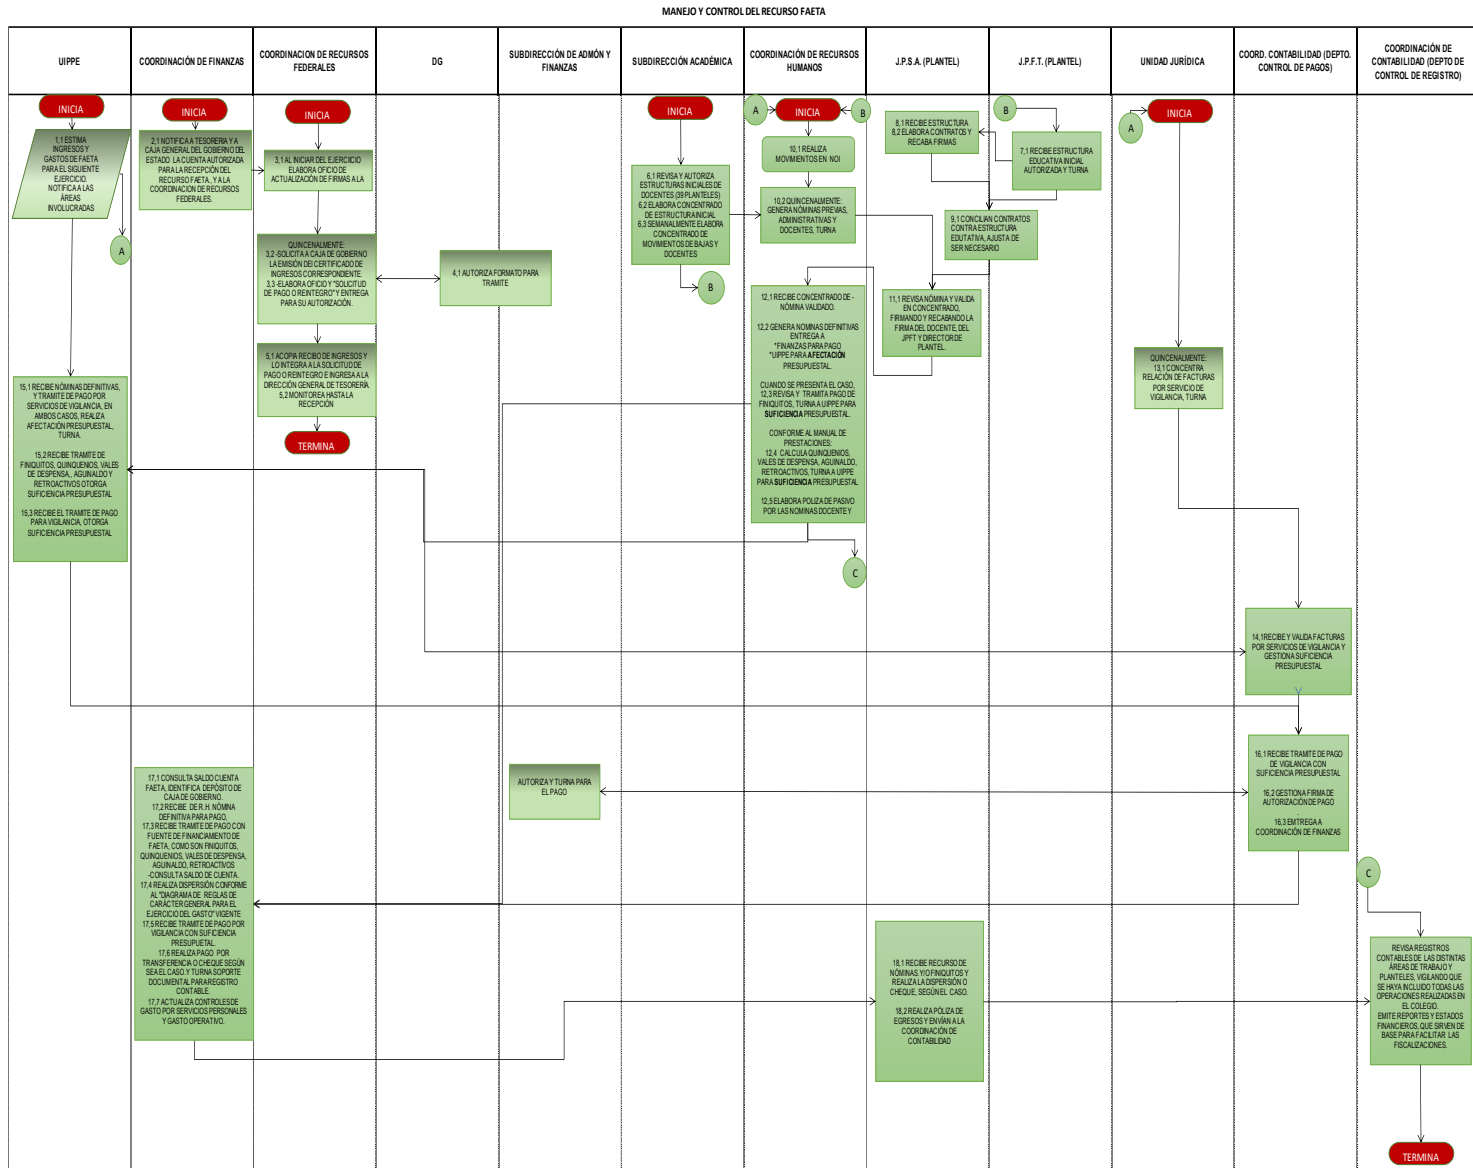 MANEJO Y CONTROL DEL RECURSO FAETA
UIPPE
COORDINACIÓN DE FINANZAS
COORDINACION DE RECURSOS
FEDERALES
DG
SUBDIRECCIÓN DE ADMÓN Y
FINANZAS
SUBDIRECCIÓN ACADÉMICA
COORDINACIÓN DE RECURSOS
HUMANOS
J.P.S.A. (PLANTEL)
J.P.F.T. (PLANTEL)
UNIDAD JURÍDICA
COORD. CONTABILIDAD (DEPTO.
CONTROL DE PAGOS)
COORDINACIÓN DE
CONTABILIDAD (DEPTO DE
CONTROL DE REGISTRO)
INICIA
1,1 ESTIMA
INGRESOS Y
GASTOS DE FAETA
PARA EL SIGUIENTE
EJERCICIO.
NOTIFICA A LAS
ÁREAS
INVOLUCRADAS
A
15,1 RECIBE NÓMINAS DEFINITIVAS,
Y TRAMITE DE PAGO POR
SERVICIOS DE VIGILANCIA, EN
AMBOS CASOS, REALIZA
AFECTACIÓN PRESUPUESTAL,
TURNA.
15,2 RECIBE TRAMITE DE
FINIQUITOS, QUINQUENIOS, VALES
DE DESPENSA,, AGUINALDO Y
RETROACTIVOS OTORGA
SUFICIENCIA PRESUPUESTAL
15,3 RECIBE EL TRAMITE DE PAGO
PARA VIGILANCIA, OTORGA
SUFICIENCIA PRESUPUESTAL
INICIA
2,1 NOTIFICA A TESORERIA Y A
CAJA GENERAL DEL GOBIERNO DEL
ESTADO LA CUENTA AUTORIZADA
PARA LA RECEPCIÓN DEL
RECURSO FAETA., Y A LA
COORDINACION DE RECURSOS
FEDERALES.
17,1 CONSULTA SALDO CUENTA
FAETA, IDENTIFICA DEPÓSITO DE
CAJA DE GOBIERNO.
17,2 RECIBE DE R.H. NÓMINA
DEFINITIVA PARA PAGO,
17,3 RECIBE TRAMITE DE PAGO CON
FUENTE DE FINANCIAMIENTO DE
FAETA, COMO SON FINIQUITOS,
QUINQUENIOS, VALES DE DESPENSA,
AGUINALDO, RETROACTIVOS
-CONSULTA SALDO DE CUENTA.
17,4 REALIZA DISPERSIÓN CONFORME
AL "DIAGRAMA DE REGLAS DE
CARÁCTER GENERAL PARA EL
EJERCICIO DEL GASTO" VIGENTE
17,5 RECIBE TRAMITE DE PAGO POR
VIGILANCIA CON SUFICIENCIA
PRESUPUETAL.
17,6 REALIZA PAGO POR
TRANSFERENCIA O CHEQUE SEGÚN
SEA EL CASO. Y TURNA SOPORTE
DOCUMENTAL PARA REGISTRO
CONTABLE.
17,7 ACTUALIZA CONTROLES DE
GASTO POR SERVICIOS PERSONALES
Y GASTO OPERATIVO.
INICIA
3,1 AL INICIAR DEL EJERCICIO
ELABORA OFICIO DE
ACTUALIZACIÓN DE FIRMAS A LA
QUINCENALMENTE:
3,2 -SOLICITA A CAJA DE GOBIERNO
LA EMISIÓN DEl CERTIFICADO DE
INGRESOS CORRESPONDIENTE.
3,3 -ELABORA OFICIO Y "SOLICITUD
DE PAGO O REINTEGRO" Y ENTREGA
PARA SU AUTORIZACIÓN.
5,1 ACOPIA RECIBO DE INGRESOS Y
LO INTEGRA A LA SOLICITUD DE
PAGO O REINTEGRO E INGRESA A LA
DIRECCIÓN GENERAL DE TESORERÍA.
5,2 MONITOREA HASTA LA
RECEPCIÓN
TERMINA
4,1 AUTORIZA FORMATO PARA
TRAMITE
AUTORIZA Y TURNA PARA
EL PAGO
INICIA
6,1 REVISA Y AUTORIZA
ESTRUCTURAS INICIALES DE
DOCENTES (39 PLANTELES)
6,2 ELABORA CONCENTRADO
DE ESTRUCTURA INICIAL
6,3 SEMANALMENTE ELABORA
CONCENTRADO DE
MOVIMIENTOS DE BAJAS Y
DOCENTES
B
A
INICIA
B
10,1 REALIZA
MOVIMIENTOS EN NOI
10,2 QUINCENALMENTE:
GENERA NÓMINAS PREVIAS,
ADMINISTRATIVAS Y
DOCENTES, TURNA
12,1 RECIBE CONCENTRADO DE -
NÓMINA VALIDADO.
12,2 GENERA NOMINAS DEFINITIVAS
ENTREGA A
*FINANZAS PARA PAGO
*UIPPE PARA AFECTACIÓN
PRESUPUESTAL.
CUANDO SE PRESENTA EL CASO,
12,3 REVISA Y TRAMITA PAGO DE
FINIQUITOS, TURNA A UIPPE PARA
SUFICIENCIA PRESUPUESTAL.
CONFORME AL MANUAL DE
PRESTACIONES:
12,4 CALCULA QUINQUENIOS,
VALES DE DESPENSA, AGUINALDO,
RETROACTIVOS, TURNA A UIPPE
PARA SUFICIENCIA PRESUPUESTAL
12,5 ELABORA POLIZA DE PASIVO
POR LAS NOMINAS DOCENTE Y
C
8,1 RECIBE ESTRUCTURA
8,2 ELABORA CONTRATOS Y
RECABA FIRMAS
11,1 REVISA NÓMINA Y VALIDA
EN CONCENTRADO,
FIRMANDO Y RECABANDO LA
FIRMA DEL DOCENTE, DEL
JPFT Y DIRECTOR DE
PLANTEL.
18,1 RECIBE RECURSO DE
NÓMINAS.Y/O FINIQUITOS Y
REALIZA LA DISPERSIÓN O
CHEQUE, SEGÚN EL CASO.
18,2 REALIZA PÓLIZA DE
EGRESOS Y ENVÍAN A LA
COORDINACIÓN DE
CONTABILIDAD
B
7,1 RECIBE ESTRUCTURA
EDUCATIVA INICIAL
AUTORIZADA Y TURNA
9,1 CONCILIAN CONTRATOS
CONTRA ESTRUCTURA
EDUTATIVA, AJUSTA DE
SER NECESARIO
A
INICIA
QUINCENALMENTE:
13,1 CONCENTRA
RELACIÓN DE FACTURAS
POR SERVICIO DE
VIGILANCIA, TURNA
14,1RECIBE Y VALIDA FACTURAS
POR SERVICIOS DE VIGILANCIA Y
GESTIONA SUFICIENCIA
PRESUPUESTAL
16,1 RECIBE TRAMITE DE PAGO
DE VIGILANCIA CON
SUFICIENCIA PRESUPUESTAL
16,2 GESTIONA FIRMA DE
AUTORIZACIÓN DE PAGO
.
16,3 EMTREGA A
COORDINACIÓN DE FINANZAS
C
REVISA REGISTROS
CONTABLES DE LAS DISTINTAS
ÁREAS DE TRABAJO Y
PLANTELES, VIGILANDO QUE
SE HAYA INCLUIDO TODAS LAS
OPERACIONES REALIZADAS EN
EL COLEGIO.
EMITE REPORTES Y ESTADOS
FINANCIEROS, QUE SIRVEN DE
BASE PARA FACILITAR LAS
FISCALIZACIONES.
TERMINA